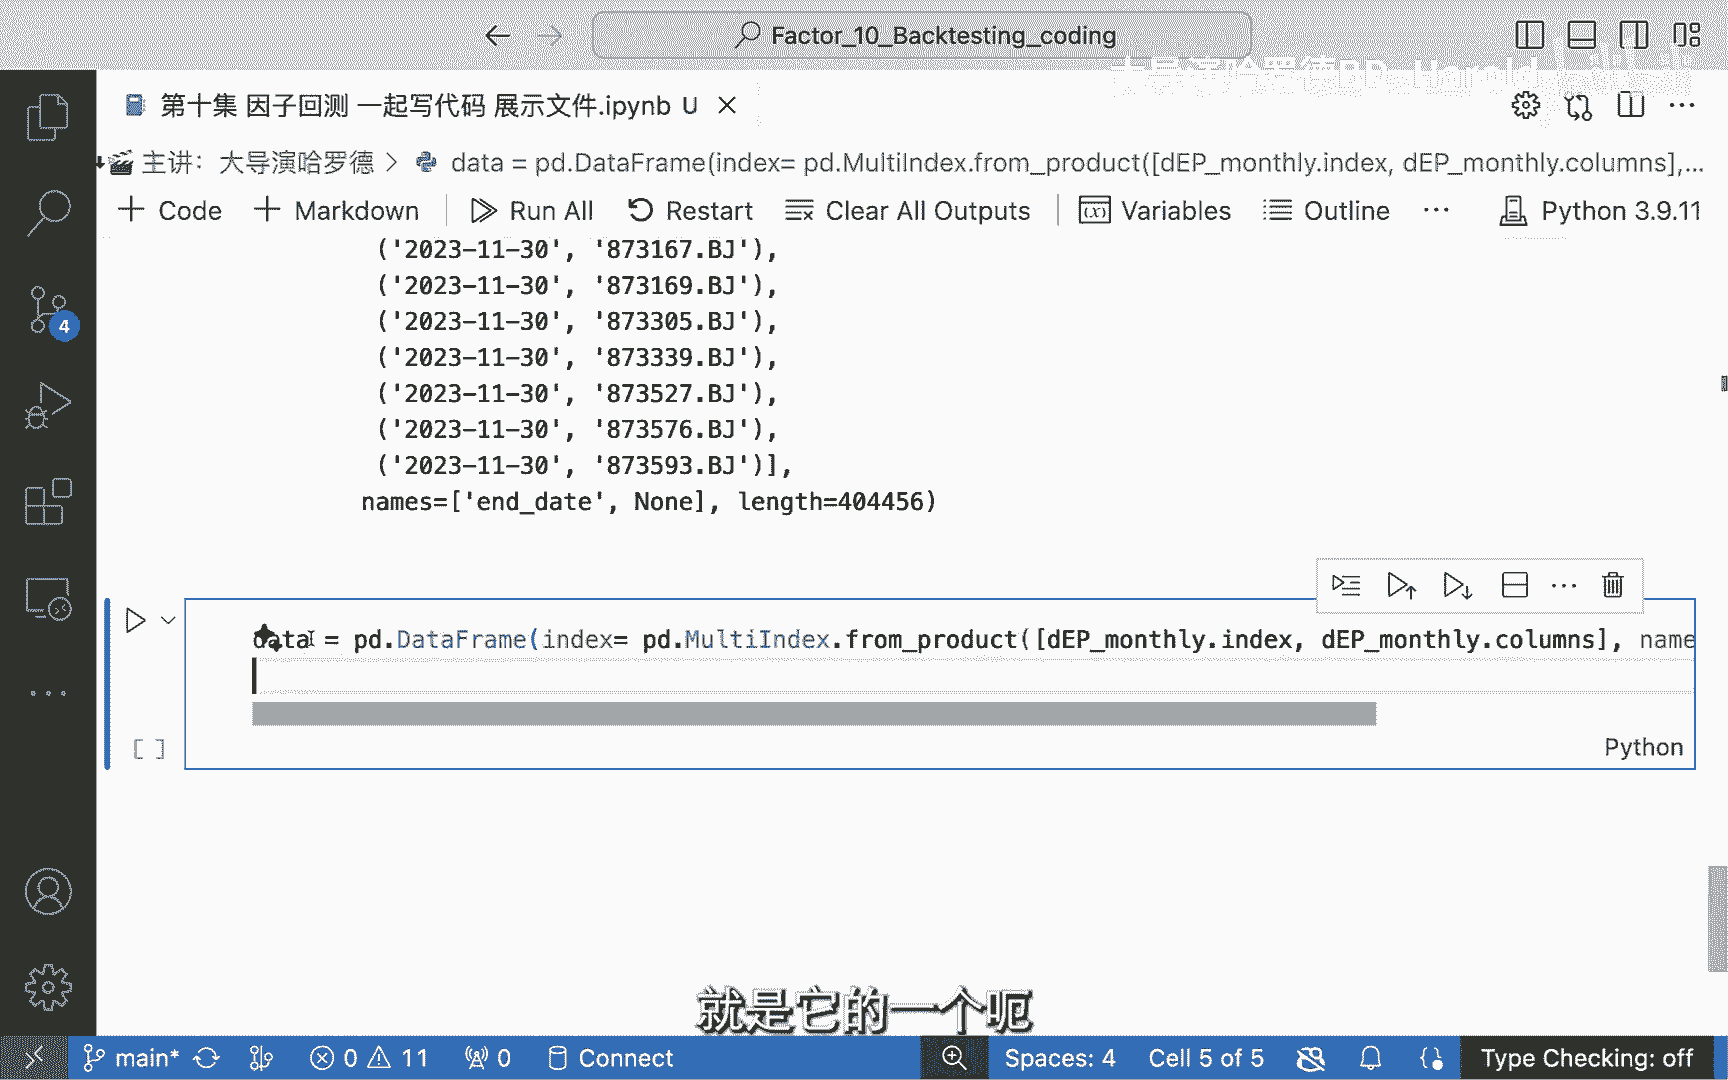 Factor_10_Backtesting_coding
第十集 因子回测 一起写代码 展示文件.ipynb U
主讲：大导演哈罗德 > data = pd.DataFrame(index= pd.MultiIndex.from_product([dEP_monthly.index, dEP_monthly.columns],...
Code Markdown Run All Restart Clear All Outputs (x) Variables Outline ... Python 3.9.11
('2023-11-30', '873167.BJ'),
('2023-11-30', '873169.BJ'),
('2023-11-30', '873305.BJ'),
('2023-11-30', '873339.BJ'),
('2023-11-30', '873527.BJ'),
('2023-11-30', '873576.BJ'),
('2023-11-30', '873593.BJ')],
names=['end_date', None], length=404456)
4
data = pd.DataFrame(index= pd.MultiIndex.from_product([dEP_monthly.index, dEP_monthly.columns], name
[ ]
Python
就是它的一个呃
main* 0 11 0 Connect Spaces: 4 Cell 5 of 5 Type Checking: off